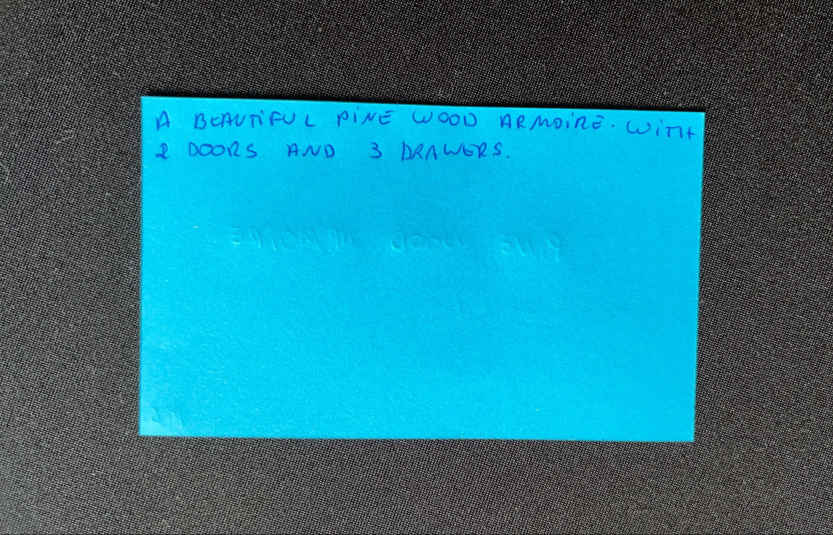 A BEAUTIFUL PINE WOOD ARMOIRE. WITH
2 DOORS AND 3 DRAWERS.